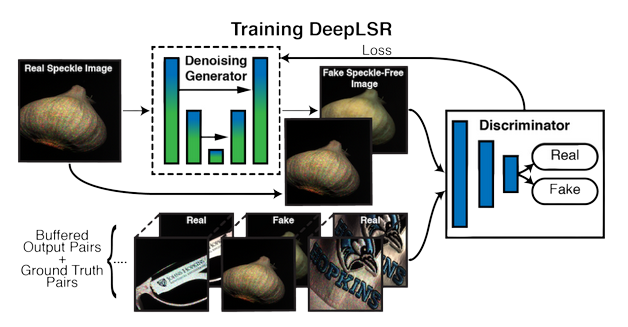 Training DeepLSR
Loss
Real Speckle Image
Denoising
Generator
Fake Speckle-Free
Image
Discriminator
Real
Fake
Buffered
Output Pairs
+
Ground Truth
Pairs
....
Real
Fake
Real
JOHNS HOPKINS
HOPKINS